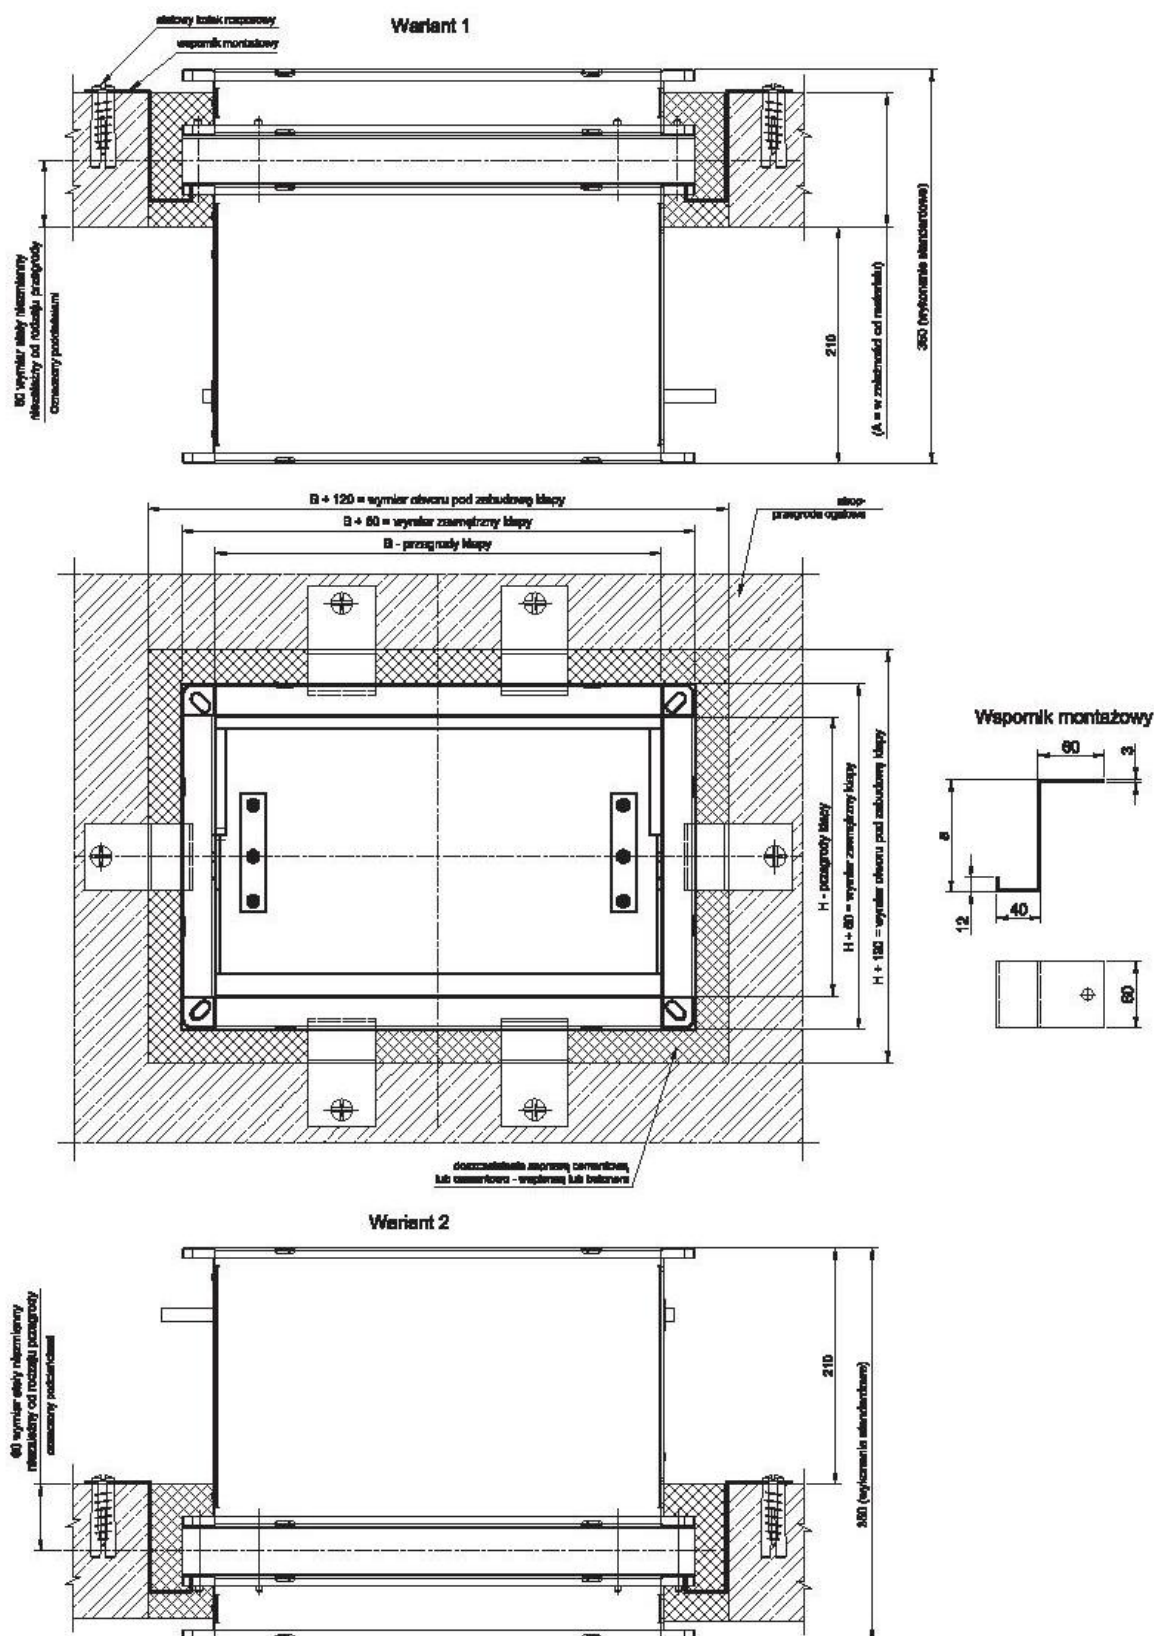 stalowy kołek rozporowy
Wariant 1
wspornik montażowy
60 wymiar stały niezmienny
niezależny od rodzaju przegrody
Oznaczony podcieniami
210
(A = w zależności od materiału)
350 (wykonanie standardowe)
B + 120 = wymiar otworu pod zabudowę klapy
B + 60 = wymiar zewnętrzny klapy
B - przegrody klapy
strop-
przegroda ogniowa
H - przegrody klapy
H + 60 = wymiar zewnętrzny klapy
H + 120 = wymiar otworu pod zabudowę klapy
Wspornik montażowy
60
3
12
40
60
doszczelnienie zaprawą cementową,
lub cementowo - wapienną lub betonem
Wariant 2
60 wymiar stały niezmienny
niezależny od rodzaju przegrody
210
350 (wykonanie standardowe)